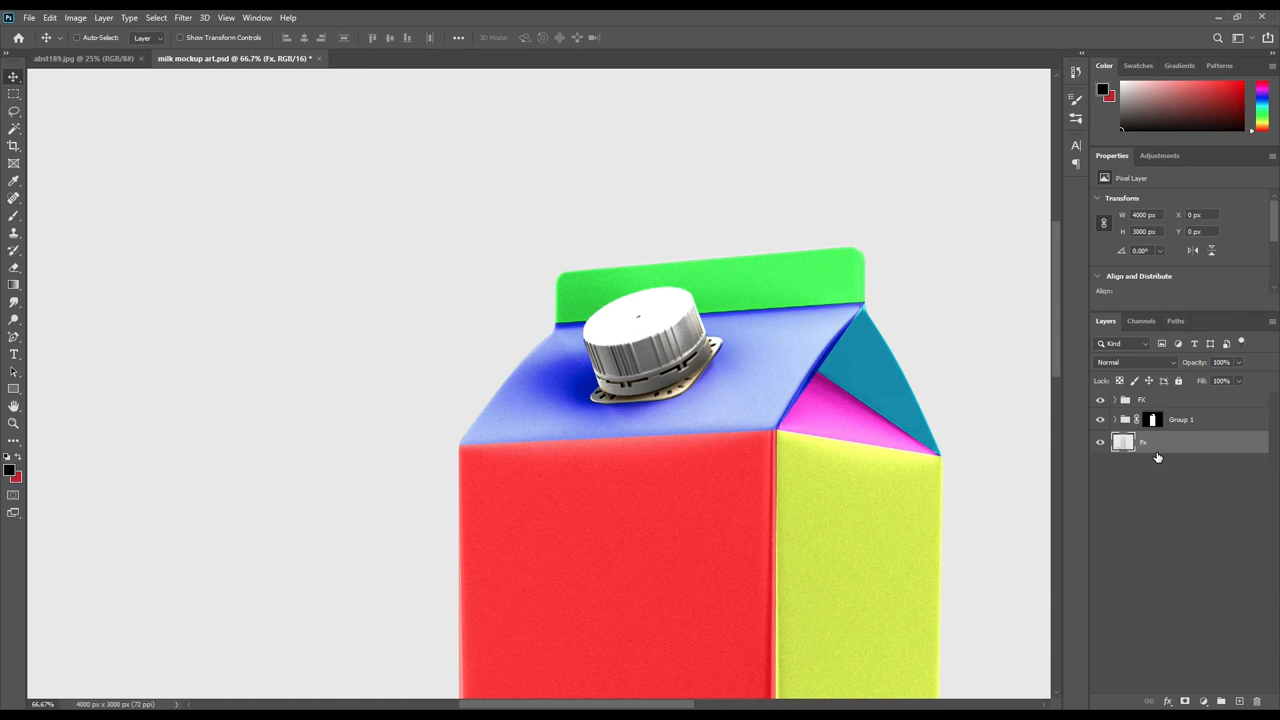 Ps File Edit Image Layer Type Select Filter 3D View Window Help
Auto-Select: Layer Show Transform Controls 3D Mode:
abst189.jpg @ 25% (RGB/8#) × milk mockup art.psd @ 66.7% (Fx, RGB/16) * ×
Color Swatches Gradients Patterns
Properties Adjustments
Pixel Layer
Transform
W 4000 px X 0 px
H 3000 px Y 0 px
0.00°
Align and Distribute
Align:
Layers Channels Paths
Kind
Normal Opacity: 100%
Lock: Fill: 100%
FX
Group 1
Fx
66.67% 4000 px x 3000 px (72 ppi)